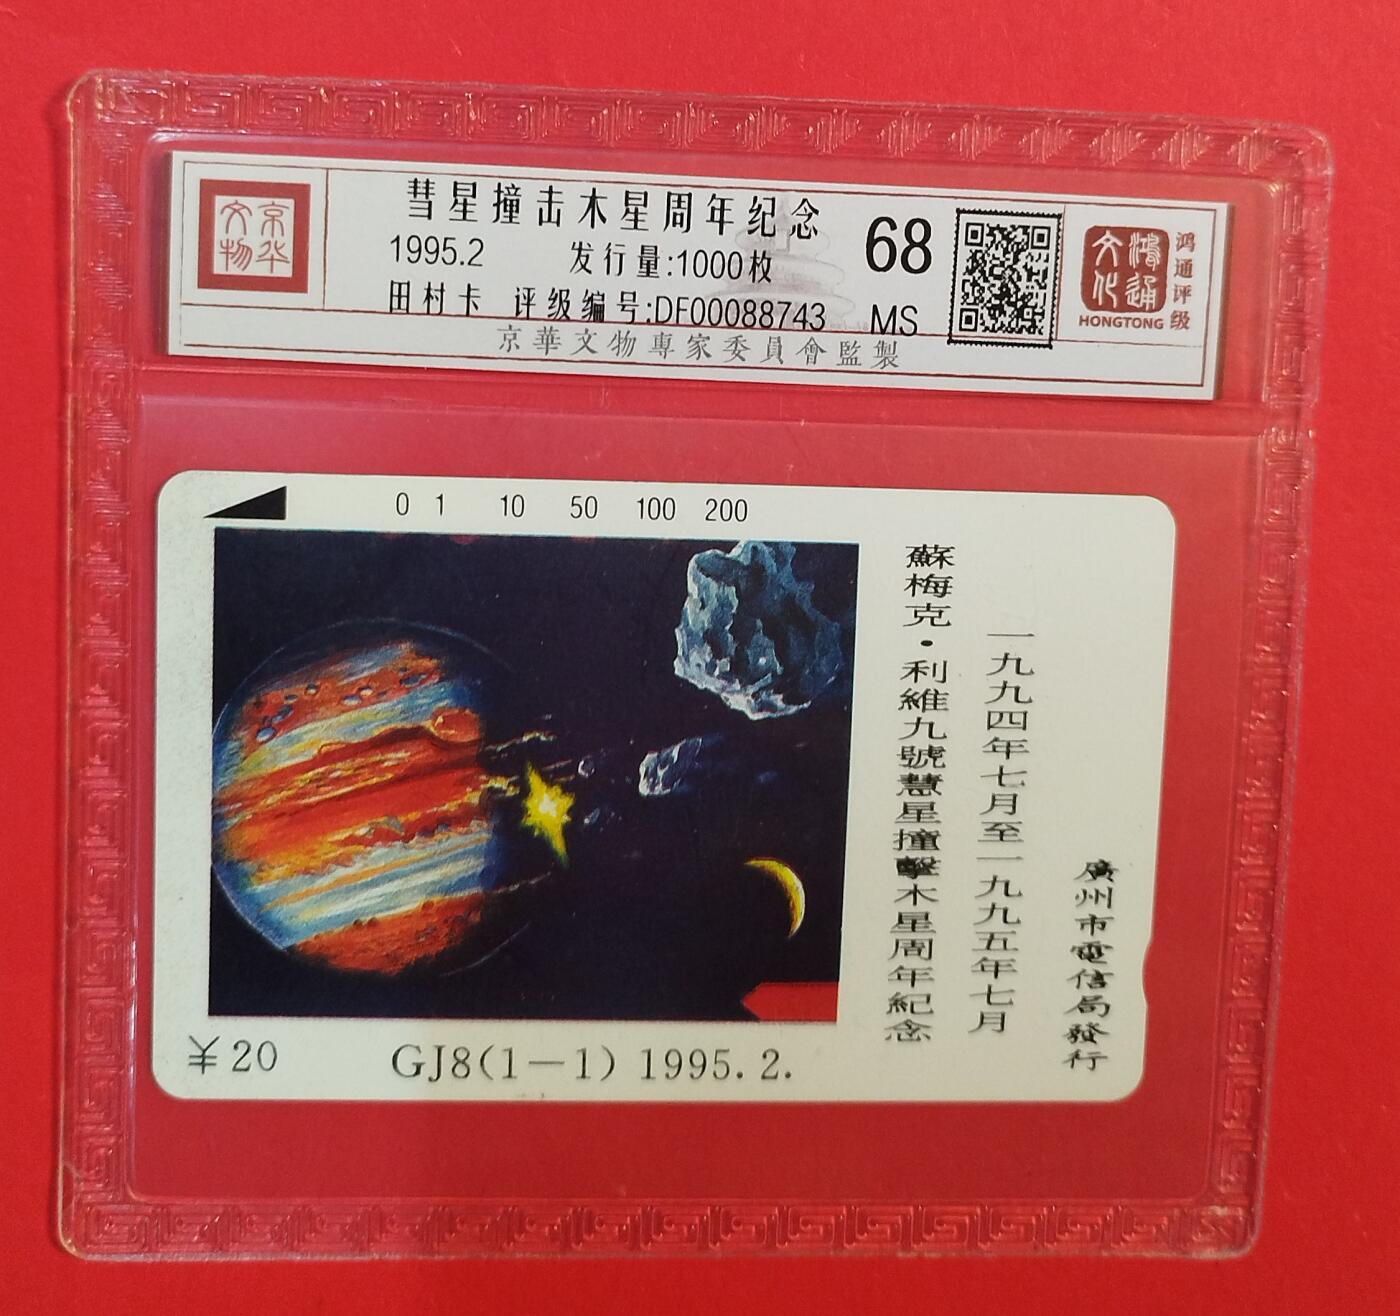 京华
文物
彗星撞击木星周年纪念
1995.2 发行量:1000枚
田村卡 评级编号:DF00088743
68
MS
京華文物專家委員會監製
鴻通
文化
HONGTONG
鸿通评级
0 1 10 50 100 200
蘇梅克·利維九號慧星撞擊木星周年紀念
一九九四年七月至一九九五年七月
廣州市電信局發行
¥20
GJ8(1—1) 1995.2.